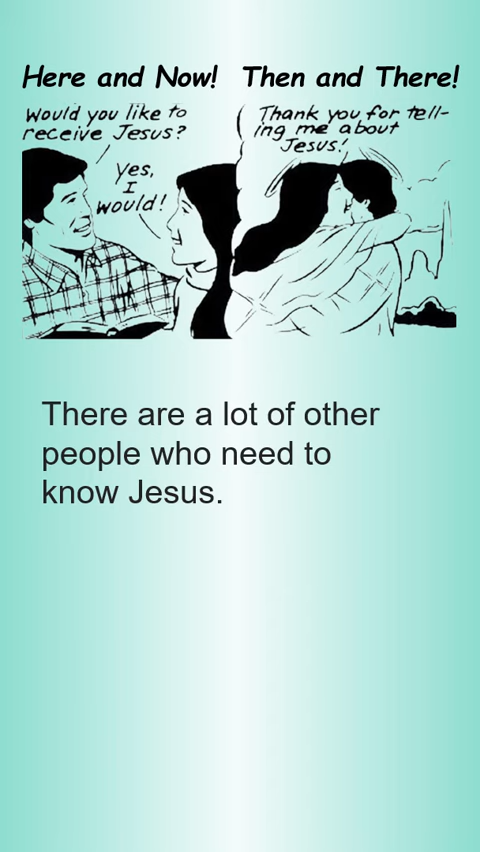 Here and Now! Then and There!
Would you like to
receive Jesus?
Yes,
I
would!
Thank you for tell-
ing me about
Jesus!
There are a lot of other
people who need to
know Jesus.